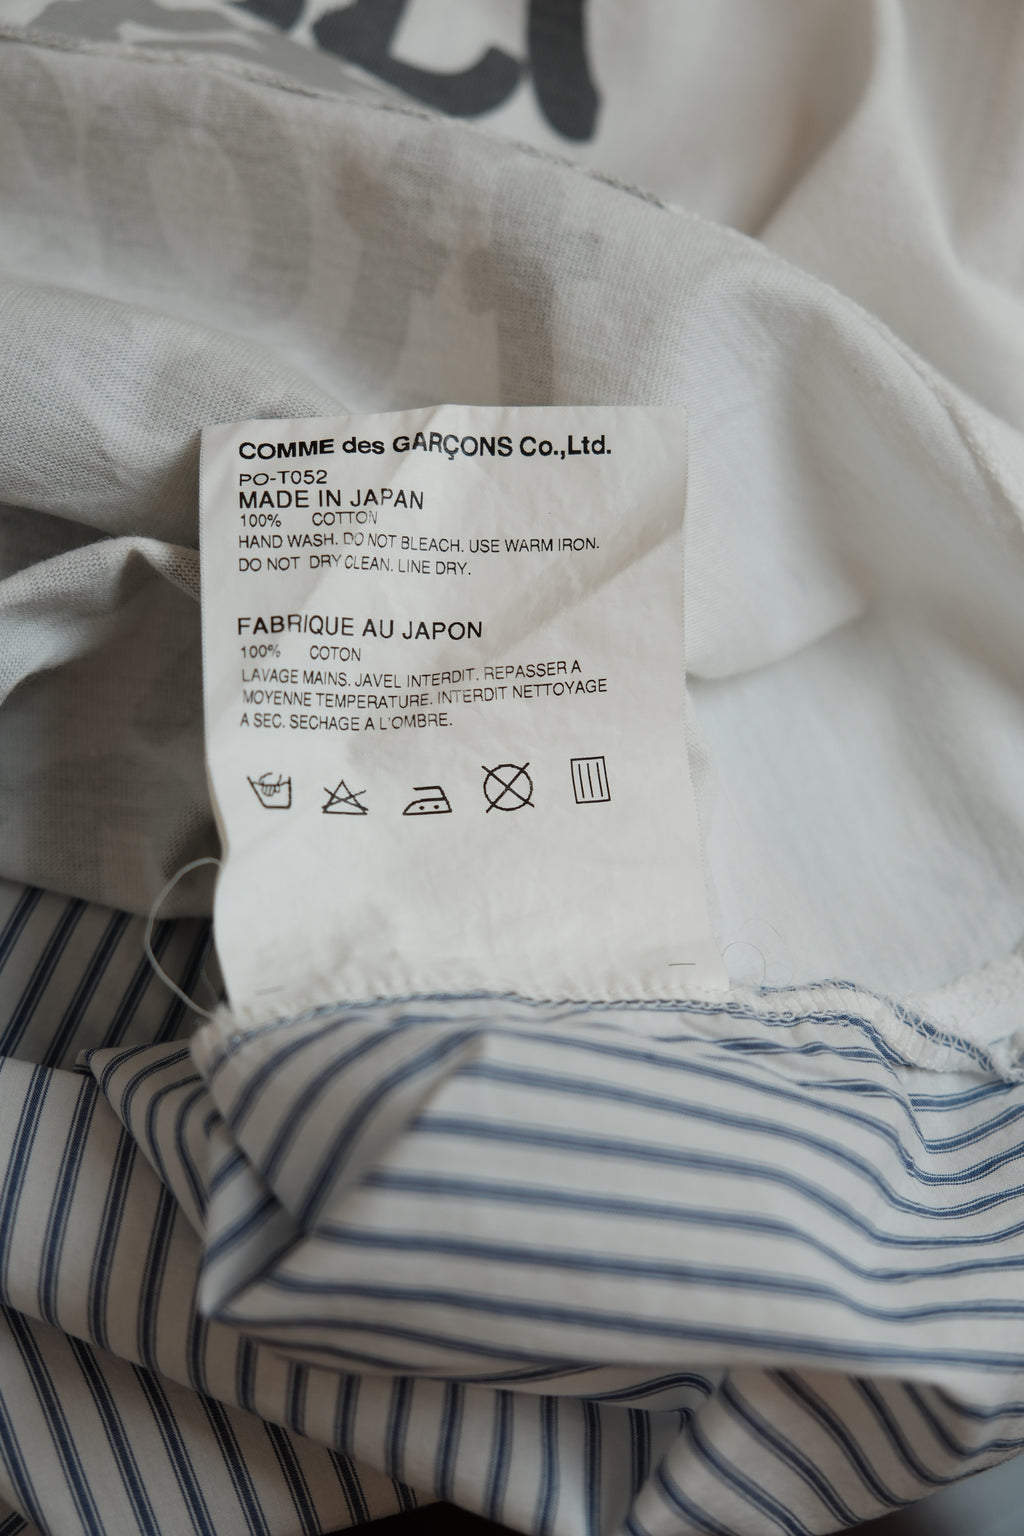 COMME des GARÇONS Co.,Ltd.
PO-T052
MADE IN JAPAN
100% COTTON
HAND WASH. DO NOT BLEACH. USE WARM IRON.
DO NOT DRY CLEAN. LINE DRY.
FABRIQUE AU JAPON
100% COTON
LAVAGE MAINS. JAVEL INTERDIT. REPASSER A
MOYENNE TEMPERATURE. INTERDIT NETTOYAGE
A SEC. SECHAGE A L'OMBRE.